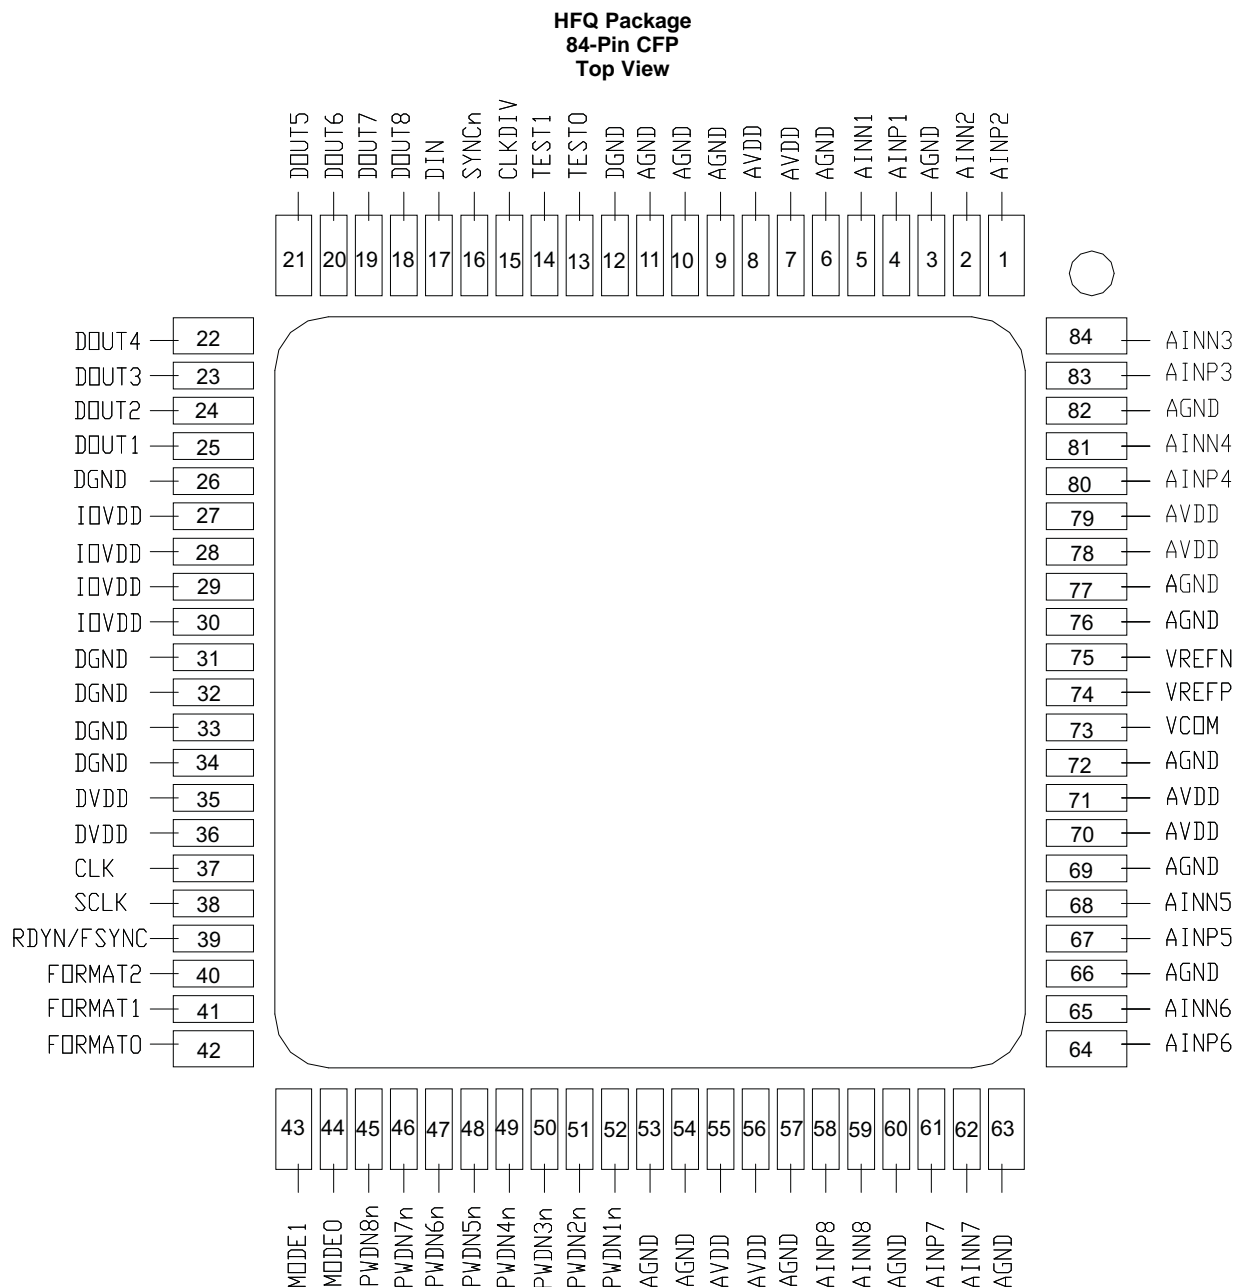 HFQ Package
84-Pin CFP
Top View
DOUT5 DOUT6 DOUT7 DOUT8 DIN SYNCn CLKDIV TEST1 TEST0 DGND AGND AGND AGND AVDD AVDD AGND AINN1 AINP1 AGND AINN2 AINP2
21 20 19 18 17 16 15 14 13 12 11 10 9 8 7 6 5 4 3 2 1
DOUT4 22 84 AINN3
DOUT3 23 83 AINP3
DOUT2 24 82 AGND
DOUT1 25 81 AINN4
DGND 26 80 AINP4
IOVDD 27 79 AVDD
IOVDD 28 78 AVDD
IOVDD 29 77 AGND
IOVDD 30 76 AGND
DGND 31 75 VREFN
DGND 32 74 VREFP
DGND 33 73 VCOM
DGND 34 72 AGND
DVDD 35 71 AVDD
DVDD 36 70 AVDD
CLK 37 69 AGND
SCLK 38 68 AINN5
RDYN/FSYNC 39 67 AINP5
FORMAT2 40 66 AGND
FORMAT1 41 65 AINN6
FORMAT0 42 64 AINP6
43 44 45 46 47 48 49 50 51 52 53 54 55 56 57 58 59 60 61 62 63
MODE1 MODE0 PWDN8n PWDN7n PWDN6n PWDN5n PWDN4n PWDN3n PWDN2n PWDN1n AGND AGND AVDD AVDD AGND AINP8 AINN8 AGND AINP7 AINN7 AGND